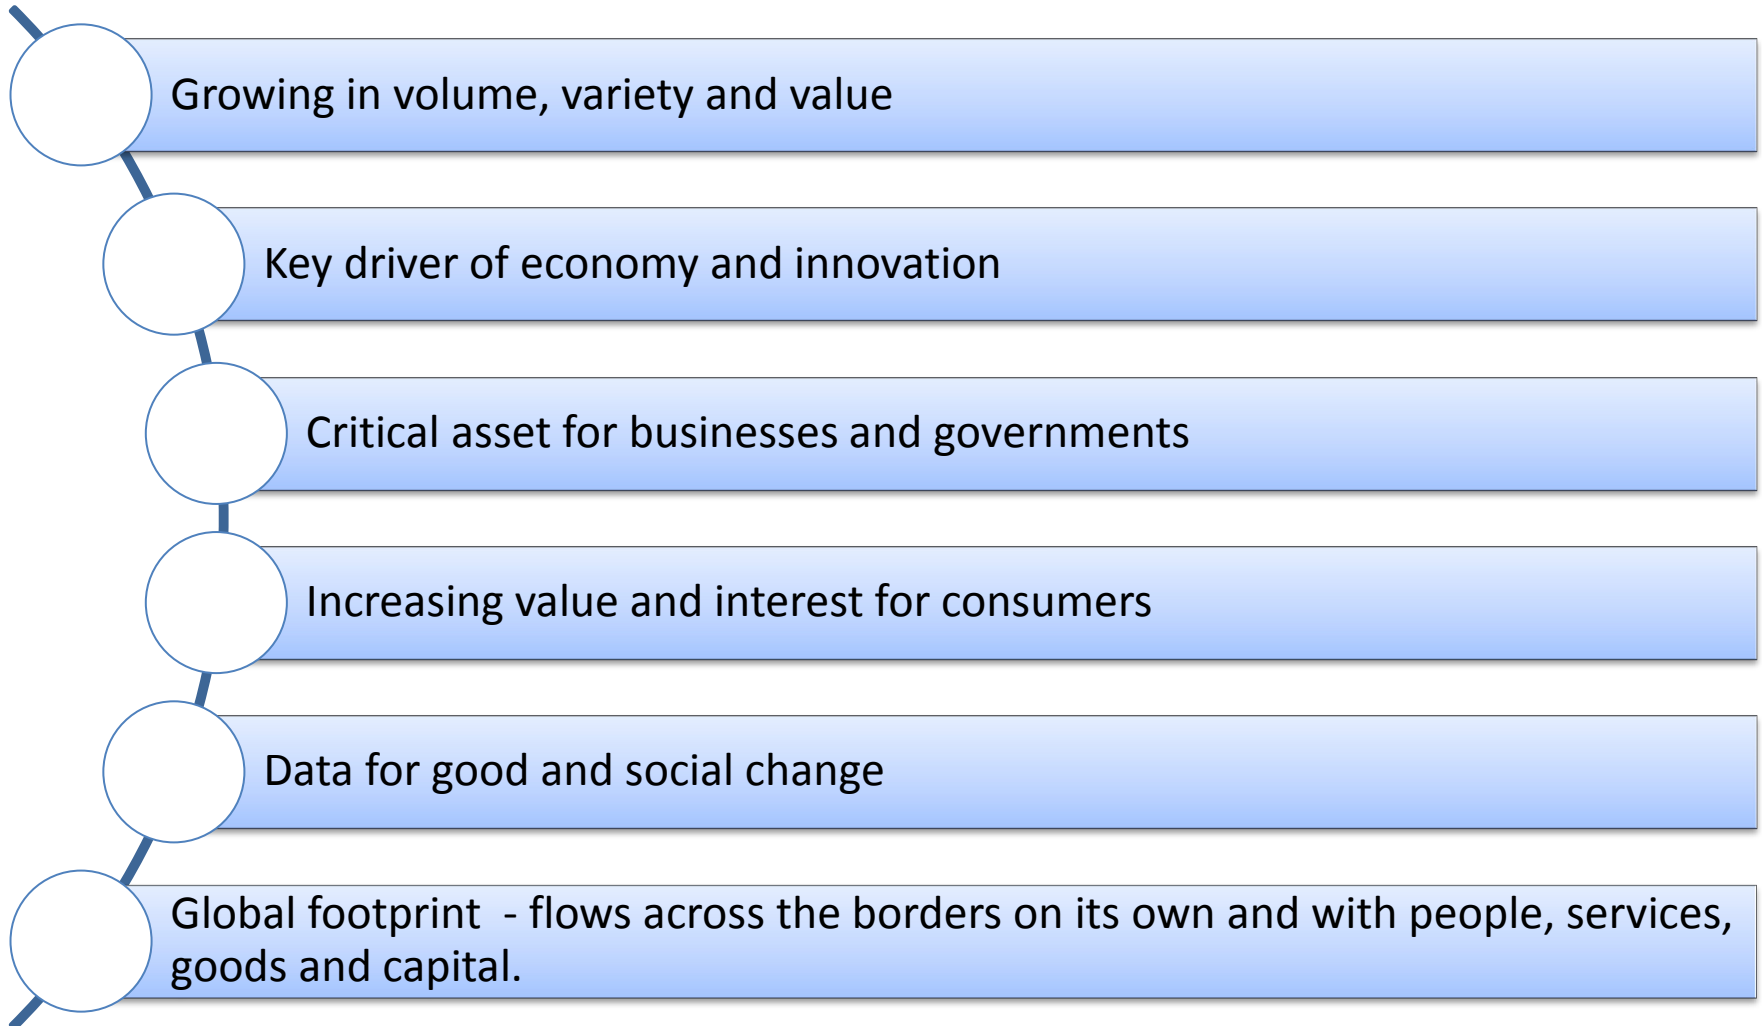 Growing in volume, variety and value
Key driver of economy and innovation
Critical asset for businesses and governments
Increasing value and interest for consumers
Data for good and social change
Global footprint  - flows across the borders on its own and with people, services,
goods and capital.